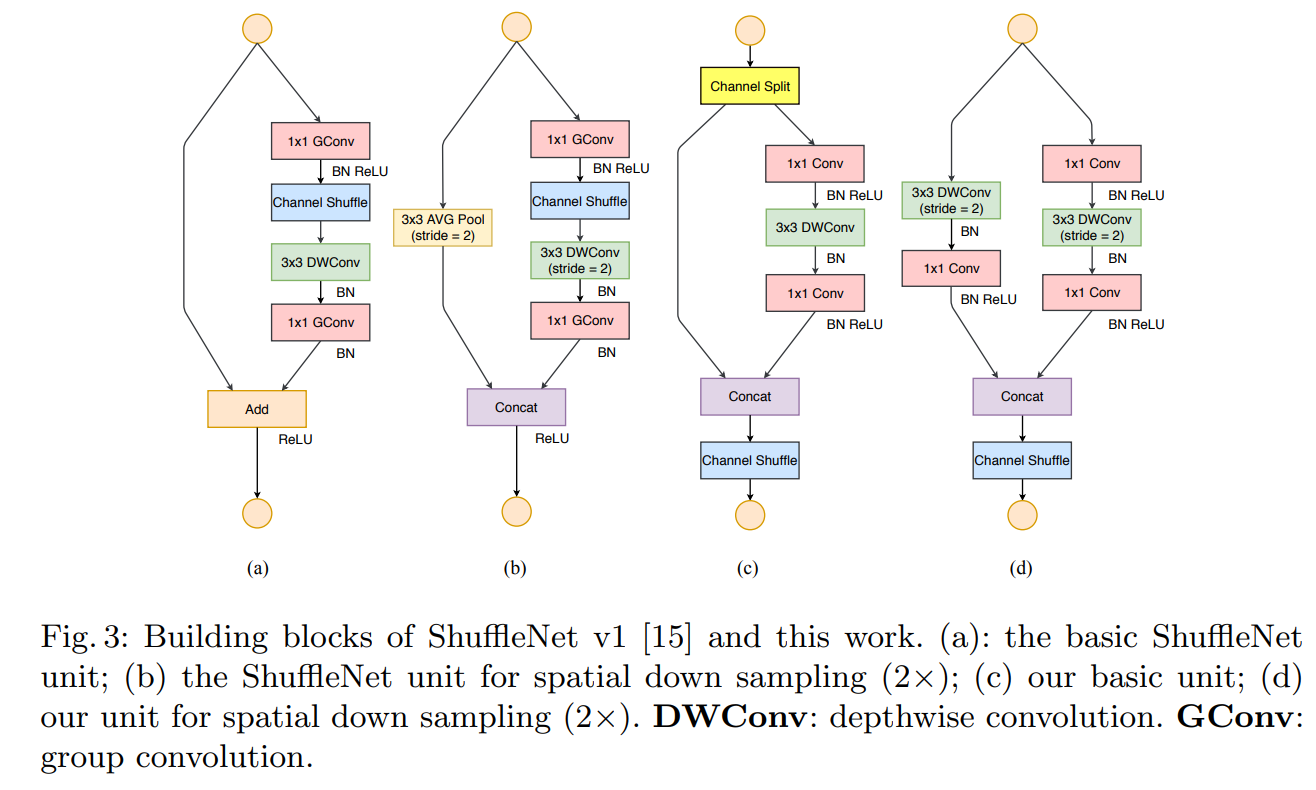 1x1 GConv
BN ReLU
Channel Shuffle
3x3 DWConv
BN
1x1 GConv
BN
Add
ReLU
(a)
1x1 GConv
BN ReLU
Channel Shuffle
3x3 AVG Pool
(stride = 2)
3x3 DWConv
(stride = 2)
BN
1x1 GConv
BN
Concat
ReLU
(b)
Channel Split
1x1 Conv
BN ReLU
3x3 DWConv
BN
1x1 Conv
BN ReLU
Concat
Channel Shuffle
(c)
3x3 DWConv
(stride = 2)
BN
1x1 Conv
BN ReLU
1x1 Conv
BN ReLU
3x3 DWConv
(stride = 2)
BN
1x1 Conv
BN ReLU
Concat
Channel Shuffle
(d)
Fig. 3: Building blocks of ShuffleNet v1 [15] and this work. (a): the basic ShuffleNet
unit; (b) the ShuffleNet unit for spatial down sampling (2×); (c) our basic unit; (d)
our unit for spatial down sampling (2×). DWConv: depthwise convolution. GConv:
group convolution.